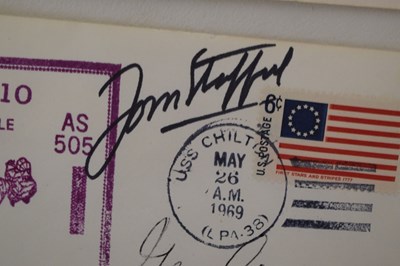 10
LE
AS
505
Tom Stafford
USS CHILTON
MAY
26
A.M.
1969
(LPA-38)
6¢
U.S. POSTAGE
FIRST STARS AND STRIPES 1777